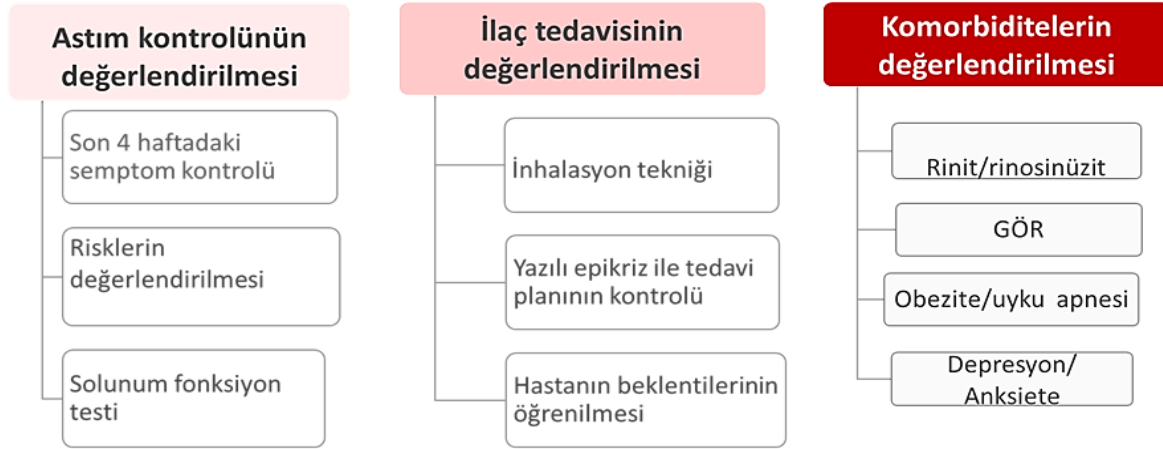 Astım kontrolünün
değerlendirilmesi
Son 4 haftadaki
semptom kontrolü
Risklerin
değerlendirilmesi
Solunum fonksiyon
testi
İlaç tedavisinin
değerlendirilmesi
İnhalasyon tekniği
Yazılı epikriz ile tedavi
planının kontrolü
Hastanın beklentilerinin
öğrenilmesi
Komorbiditelerin
değerlendirilmesi
Rinit/rinosinüzit
GÖR
Obezite/uyku apnesi
Depresyon/
Anksiete